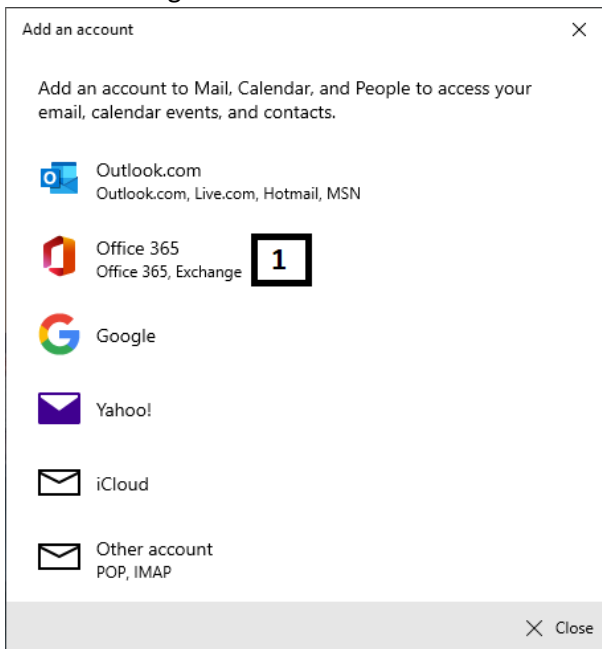 Add an account
Add an account to Mail, Calendar, and People to access your
email, calendar events, and contacts.
Outlook.com
Outlook.com, Live.com, Hotmail, MSN
Office 365
Office 365, Exchange
1
Google
Yahoo!
iCloud
Other account
POP, IMAP
Close